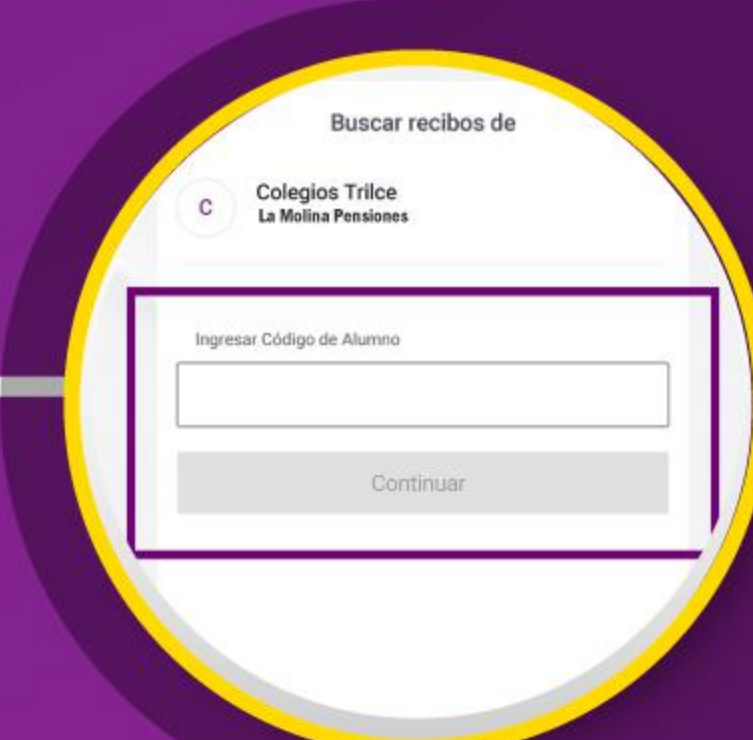 Buscar recibos de
C
Colegios Trilce
La Molina Pensiones
Ingresar Código de Alumno
Continuar